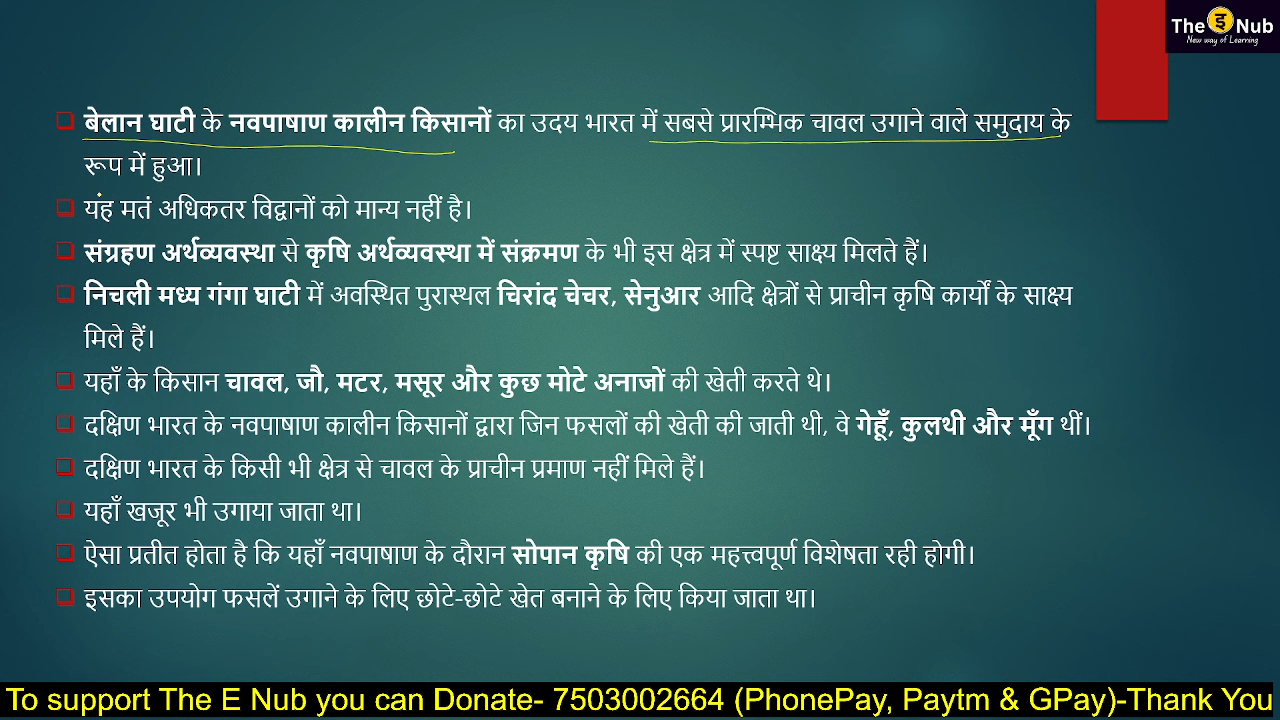 The इ Nub
New way of Learning
बेलान घाटी के नवपाषाण कालीन किसानों का उदय भारत में सबसे प्रारम्भिक चावल उगाने वाले समुदाय के
रूप में हुआ।
यह मत अधिकतर विद्वानों को मान्य नहीं है।
संग्रहण अर्थव्यवस्था से कृषि अर्थव्यवस्था में संक्रमण के भी इस क्षेत्र में स्पष्ट साक्ष्य मिलते हैं।
निचली मध्य गंगा घाटी में अवस्थित पुरास्थल चिरांद चेचर, सेनुआर आदि क्षेत्रों से प्राचीन कृषि कार्यों के साक्ष्य
मिले हैं।
यहाँ के किसान चावल, जौ, मटर, मसूर और कुछ मोटे अनाजों की खेती करते थे।
दक्षिण भारत के नवपाषाण कालीन किसानों द्वारा जिन फसलों की खेती की जाती थी, वे गेहूँ, कुलथी और मूँग थीं।
दक्षिण भारत के किसी भी क्षेत्र से चावल के प्राचीन प्रमाण नहीं मिले हैं।
यहाँ खजूर भी उगाया जाता था।
ऐसा प्रतीत होता है कि यहाँ नवपाषाण के दौरान सोपान कृषि की एक महत्त्वपूर्ण विशेषता रही होगी।
इसका उपयोग फसलें उगाने के लिए छोटे-छोटे खेत बनाने के लिए किया जाता था।
To support The E Nub you can Donate- 7503002664 (PhonePay, Paytm & GPay)-Thank You